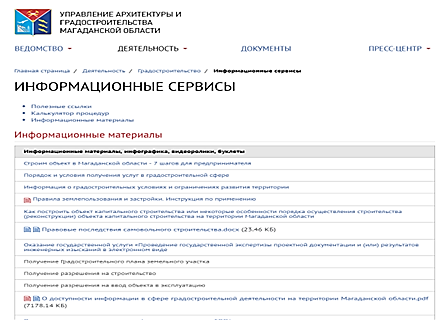 УПРАВЛЕНИЕ АРХИТЕКТУРЫ И
ГРАДОСТРОИТЕЛЬСТВА
МАГАДАНСКОЙ ОБЛАСТИ
ВЕДОМСТВО ДЕЯТЕЛЬНОСТЬ ДОКУМЕНТЫ ПРЕСС-ЦЕНТР
Главная страница / Деятельность / Градостроительство / Информационные сервисы
ИНФОРМАЦИОННЫЕ СЕРВИСЫ
Полезные ссылки
Калькулятор процедур
Информационные материалы
Информационные материалы
Информационные материалы, инфографика, видеоролики, буклеты
Строим объект в Магаданской области - 7 шагов для предпринимателя
Порядок и условия получения услуг в градостроительной сфере
Информация о градостроительных условиях и ограничениях развития территории
Правила землепользования и застройки. Инструкция по применению
Как построить объект капитального строительства или некоторые особенности порядка осуществления строительства
(реконструкции) объекта капитального строительства на территории Магаданской области
Правовые последствия самовольного строительства.docx (23.46 КБ)
Оказание государственной услуги «Проведение государственной экспертизы проектной документации и (или) результатов
инженерных изысканий в электронном виде
Получение градостроительного плана земельного участка
Получение разрешения на строительство
Получение разрешения на ввод объекта в эксплуатацию
О доступности информации в сфере градостроительной деятельности на территории Магаданской области.pdf
(7178.14 КБ)